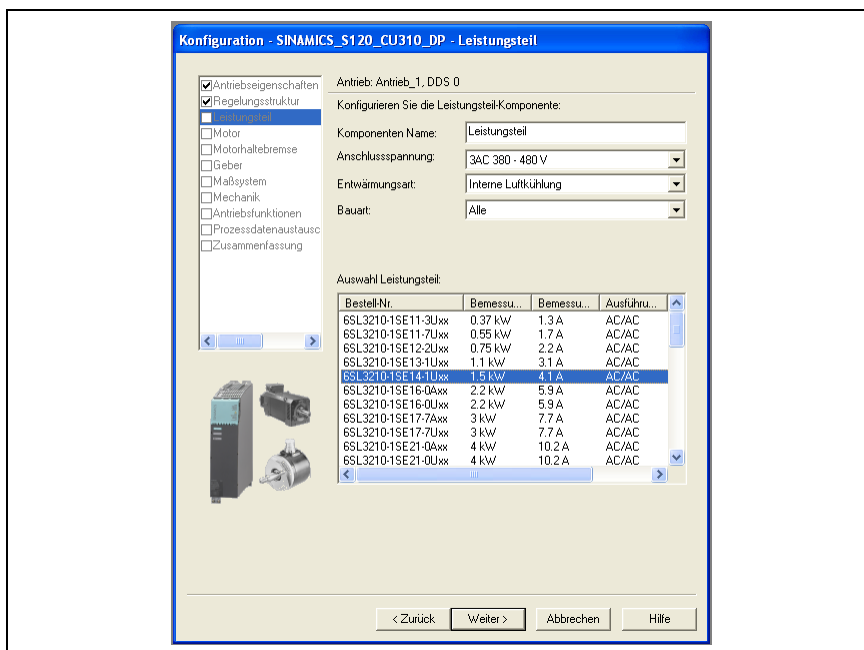 Konfiguration - SINAMICS_S120_CU310_DP - Leistungsteil
Antriebseigenschaften
Regelungsstruktur
Leistungsteil
Motor
Motorhaltebremse
Geber
Maßsystem
Mechanik
Antriebsfunktionen
Prozessdatenaustausc
Zusammenfassung
Antrieb: Antrieb_1, DDS 0
Konfigurieren Sie die Leistungsteil-Komponente:
Komponenten Name: Leistungsteil
Anschlussspannung: 3AC 380 - 480 V
Entwärmungsart: Interne Luftkühlung
Bauart: Alle
Auswahl Leistungsteil:
Bestell-Nr. Bemessu... Bemessu... Ausführu...
6SL3210-1SE11-3Uxx 0.37 kW 1.3 A AC/AC
6SL3210-1SE11-7Uxx 0.55 kW 1.7 A AC/AC
6SL3210-1SE12-2Uxx 0.75 kW 2.2 A AC/AC
6SL3210-1SE13-1Uxx 1.1 kW 3.1 A AC/AC
6SL3210-1SE14-1Uxx 1.5 kW 4.1 A AC/AC
6SL3210-1SE16-0Axx 2.2 kW 5.9 A AC/AC
6SL3210-1SE16-0Uxx 2.2 kW 5.9 A AC/AC
6SL3210-1SE17-7Axx 3 kW 7.7 A AC/AC
6SL3210-1SE17-7Uxx 3 kW 7.7 A AC/AC
6SL3210-1SE21-0Axx 4 kW 10.2 A AC/AC
6SL3210-1SE21-0Uxx 4 kW 10.2 A AC/AC
< Zurück Weiter > Abbrechen Hilfe